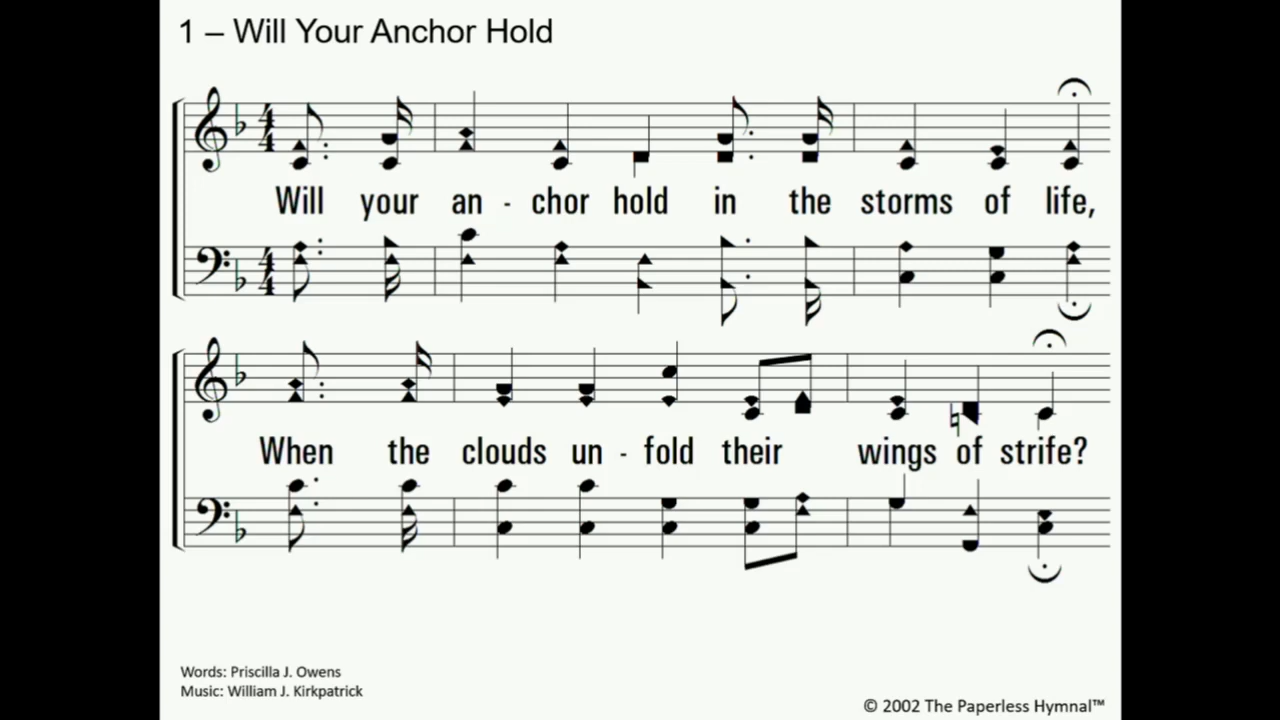 1 – Will Your Anchor Hold
Will your an - chor hold in the storms of life,
When the clouds un - fold their wings of strife?
Words: Priscilla J. Owens
Music: William J. Kirkpatrick
© 2002 The Paperless Hymnal™